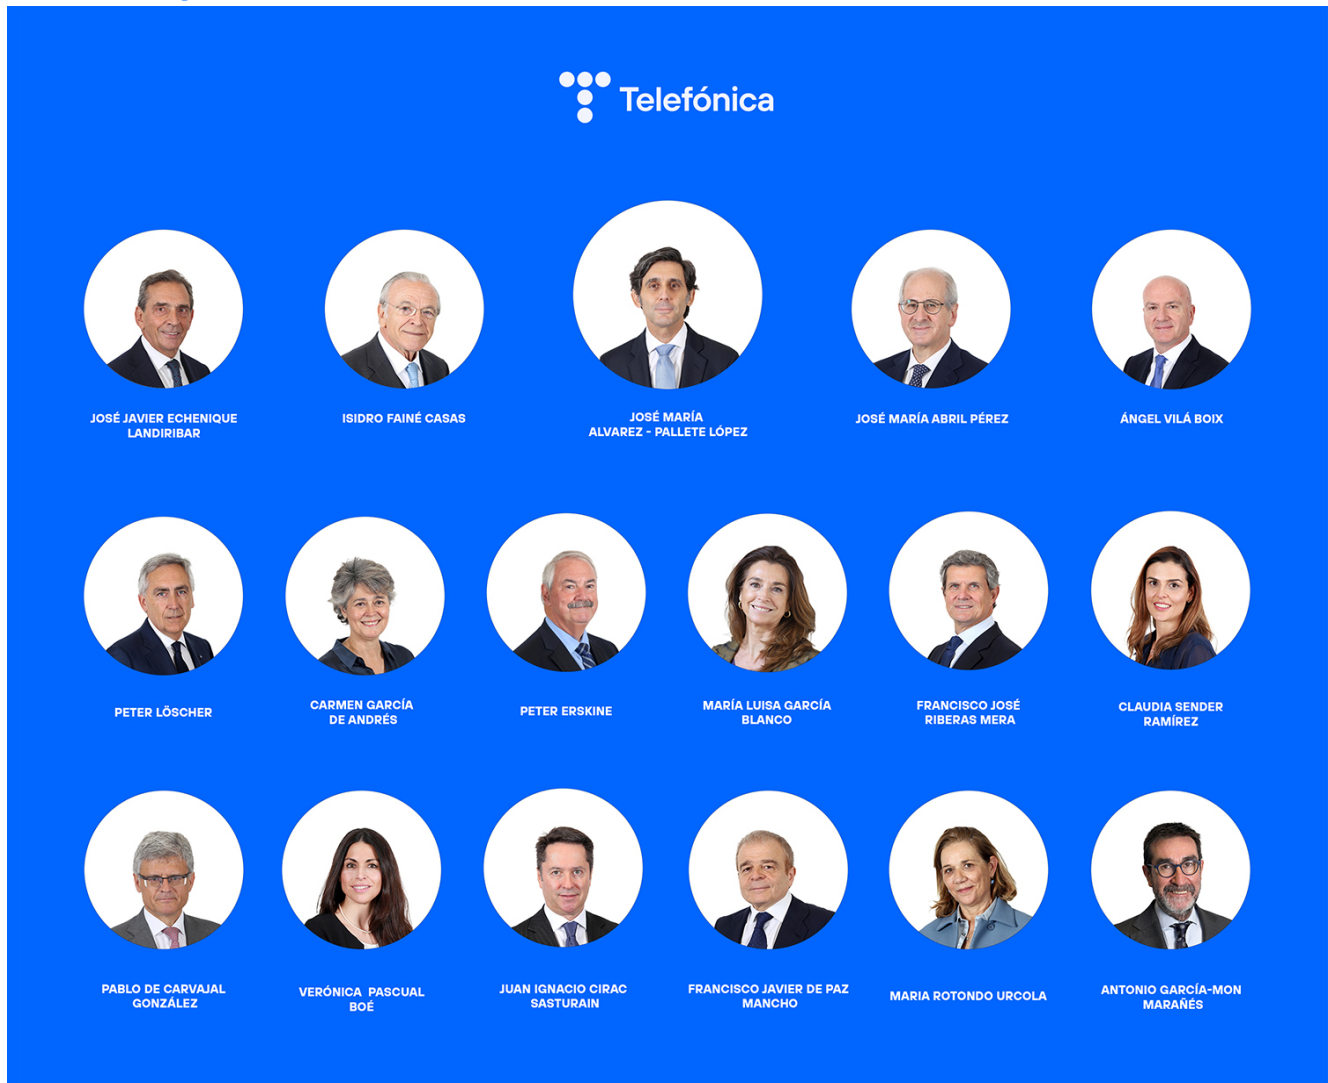 Telefónica
JOSÉ JAVIER ECHENIQUE
LANDIRIBAR
ISIDRO FAINÉ CASAS
JOSÉ MARÍA
ALVAREZ - PALLETE LÓPEZ
JOSÉ MARÍA ABRIL PÉREZ
ÁNGEL VILÁ BOIX
PETER LÖSCHER
CARMEN GARCÍA
DE ANDRÉS
PETER ERSKINE
MARÍA LUISA GARCÍA
BLANCO
FRANCISCO JOSÉ
RIBERAS MERA
CLAUDIA SENDER
RAMÍREZ
PABLO DE CARVAJAL
GONZÁLEZ
VERÓNICA PASCUAL
BOÉ
JUAN IGNACIO CIRAC
SASTURAIN
FRANCISCO JAVIER DE PAZ
MANCHO
MARIA ROTONDO URCOLA
ANTONIO GARCÍA-MON
MARAÑÉS